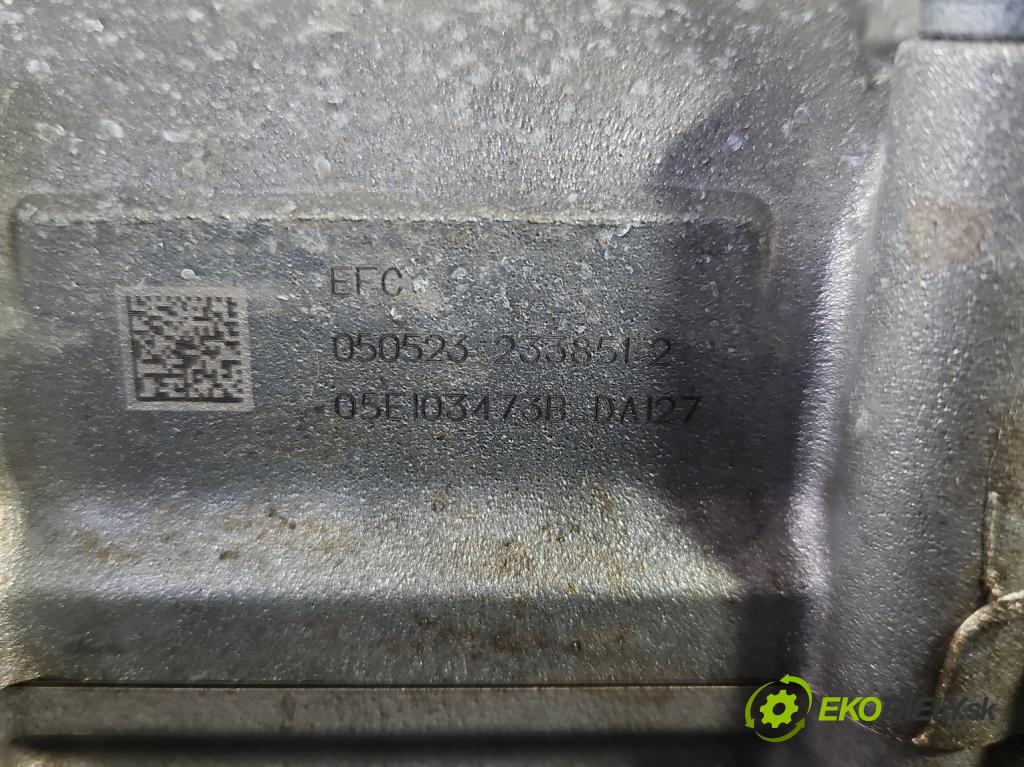 EFC
050523 233851 2
05E103473B DA127
EKODIELY.sk